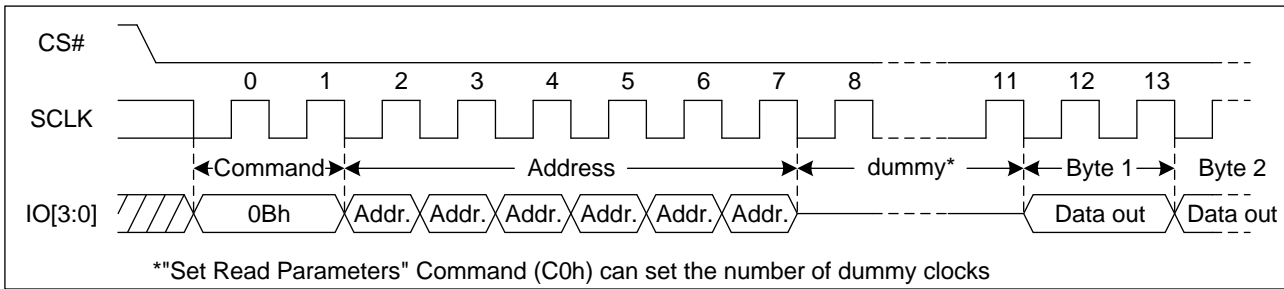 CS#
0 1 2 3 4 5 6 7 8 11 12 13
SCLK
Command Address dummy* Byte 1 Byte 2
IO[3:0] 0Bh Addr. Addr. Addr. Addr. Addr. Addr. Data out Data out
*"Set Read Parameters" Command (C0h) can set the number of dummy clocks